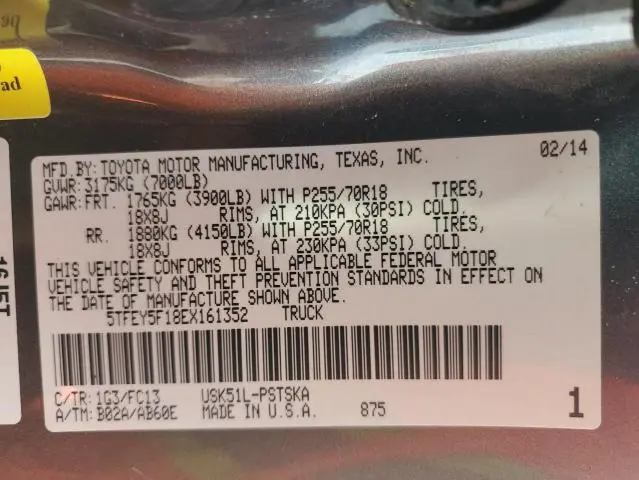 ad
MFD.BY:TOYOTA MOTOR MANUFACTURING, TEXAS, INC. 02/14
GVWR:3175KG (7000LB)
GAWR:FRT. 1765KG (3900LB) WITH P255/70R18 TIRES,
18X8J RIMS, AT 210KPA (30PSI) COLD.
RR. 1880KG (4150LB) WITH P255/70R18 TIRES,
18X8J RIMS, AT 230KPA (33PSI) COLD.
THIS VEHICLE CONFORMS TO ALL APPLICABLE FEDERAL MOTOR
VEHICLE SAFETY AND THEFT PREVENTION STANDARDS IN EFFECT ON
THE DATE OF MANUFACTURE SHOWN ABOVE.
5TFEY5F18EX161352 TRUCK
C/TR:1G3/FC13 USK51L-PSTSKA
A/TM:B02A/AB60E MADE IN U.S.A. 875 1